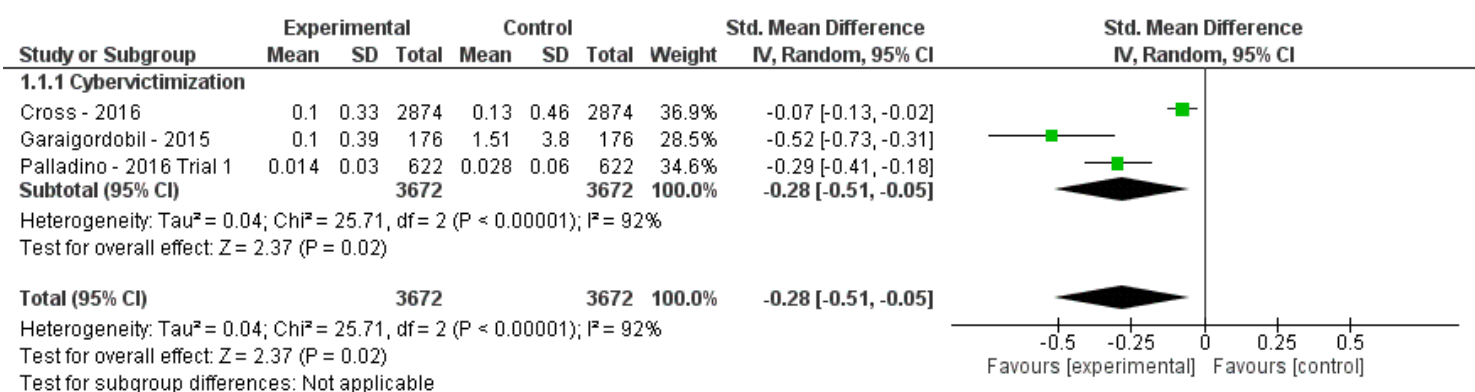 Experimental Control Std. Mean Difference Std. Mean Difference
Study or Subgroup Mean SD Total Mean SD Total Weight IV, Random, 95% CI IV, Random, 95% CI
1.1.1 Cybervictimization
Cross - 2016 0.1 0.33 2874 0.13 0.46 2874 36.9% -0.07 [-0.13, -0.02]
Garaigordobil - 2015 0.1 0.39 176 1.51 3.8 176 28.5% -0.52 [-0.73, -0.31]
Palladino - 2016 Trial 1 0.014 0.03 622 0.028 0.06 622 34.6% -0.29 [-0.41, -0.18]
Subtotal (95% CI) 3672 3672 100.0% -0.28 [-0.51, -0.05]
Heterogeneity: Tau² = 0.04; Chi² = 25.71, df = 2 (P < 0.00001); I² = 92%
Test for overall effect: Z = 2.37 (P = 0.02)
Total (95% CI) 3672 3672 100.0% -0.28 [-0.51, -0.05]
Heterogeneity: Tau² = 0.04; Chi² = 25.71, df = 2 (P < 0.00001); I² = 92%
Test for overall effect: Z = 2.37 (P = 0.02)
Test for subgroup differences: Not applicable
-0.5 -0.25 0 0.25 0.5
Favours [experimental] Favours [control]